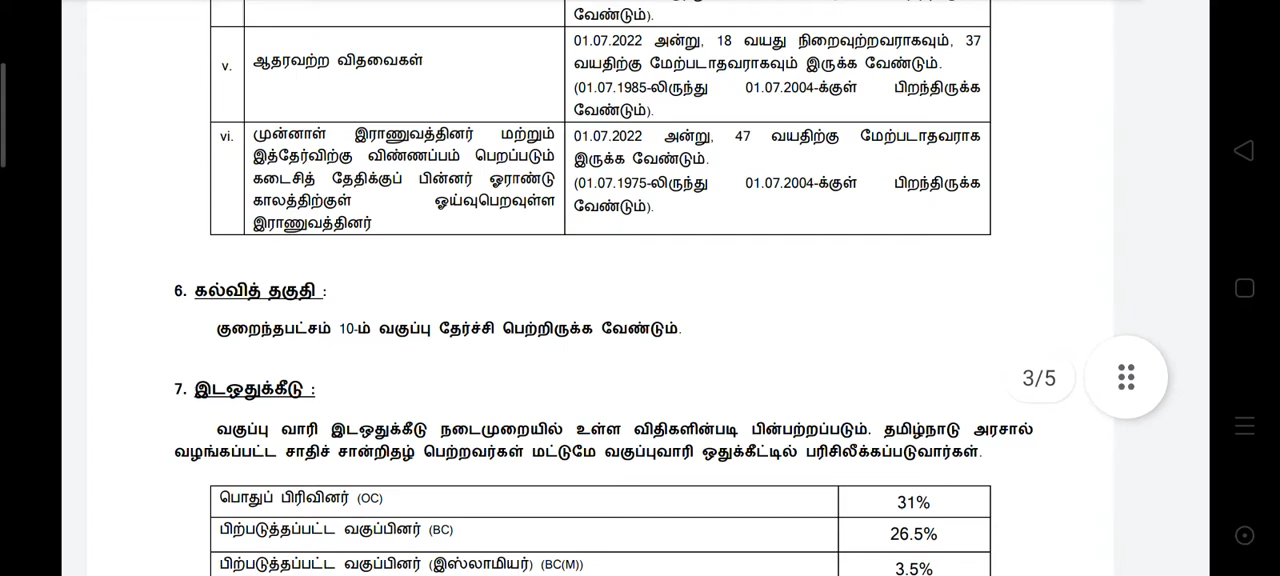 வேண்டும்).
v.
ஆதரவற்ற விதவைகள்
01.07.2022 அன்று, 18 வயது நிறைவுற்றவராகவும், 37
வயதிற்கு மேற்படாதவராகவும் இருக்க வேண்டும்.
(01.07.1985-லிருந்து 01.07.2004-க்குள் பிறந்திருக்க
வேண்டும்).
vi.
முன்னாள் இராணுவத்தினர் மற்றும்
இத்தேர்விற்கு விண்ணப்பம் பெறப்படும்
கடைசித் தேதிக்குப் பின்னர் ஓராண்டு
காலத்திற்குள் ஓய்வுபெறவுள்ள
இராணுவத்தினர்
01.07.2022 அன்று, 47 வயதிற்கு மேற்படாதவராக
இருக்க வேண்டும்.
(01.07.1975-லிருந்து 01.07.2004-க்குள் பிறந்திருக்க
வேண்டும்).
6. கல்வித் தகுதி :
குறைந்தபட்சம் 10-ம் வகுப்பு தேர்ச்சி பெற்றிருக்க வேண்டும்.
3/5
7. இடஒதுக்கீடு :
வகுப்பு வாரி இடஒதுக்கீடு நடைமுறையில் உள்ள விதிகளின்படி பின்பற்றப்படும். தமிழ்நாடு அரசால்
வழங்கப்பட்ட சாதிச் சான்றிதழ் பெற்றவர்கள் மட்டுமே வகுப்புவாரி ஒதுக்கீட்டில் பரிசிலீக்கப்படுவார்கள்.
பொதுப் பிரிவினர் (OC) 31%
பிற்படுத்தப்பட்ட வகுப்பினர் (BC) 26.5%
பிற்படுத்தப்பட்ட வகுப்பினர் (இஸ்லாமியர்) (BC(M)) 3.5%